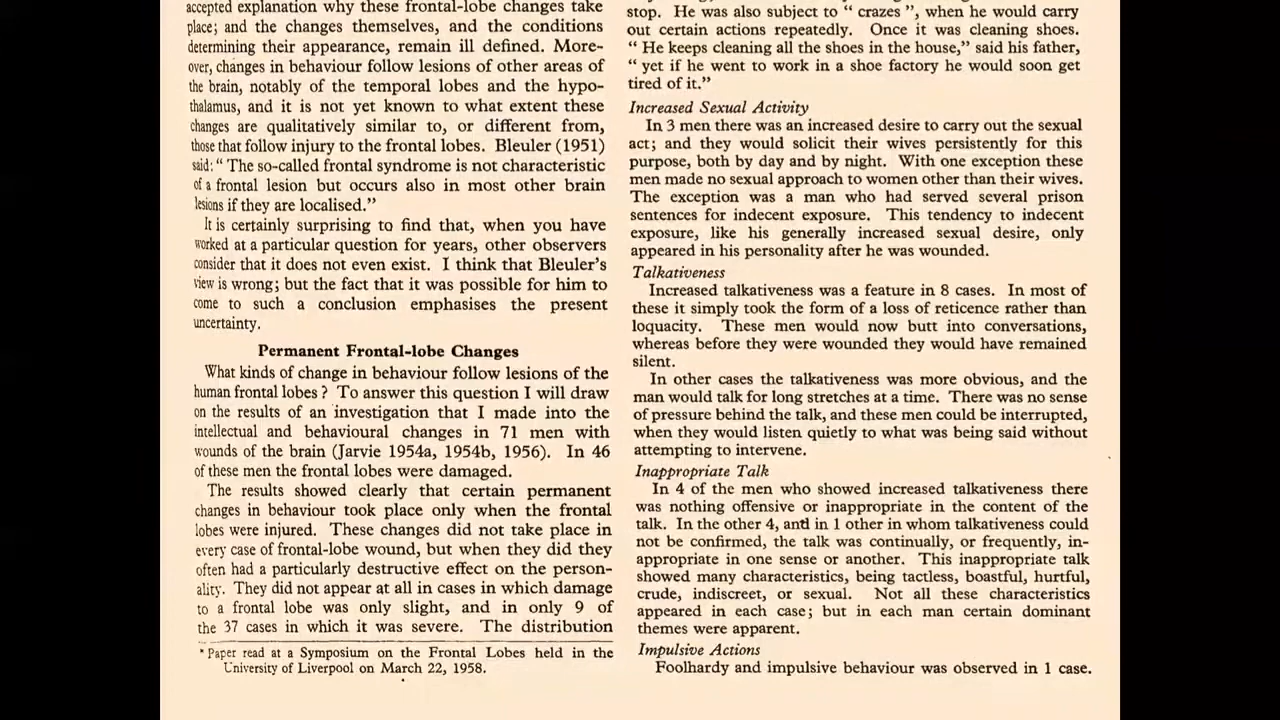 accepted explanation why these frontal-lobe changes take
place; and the changes themselves, and the conditions
determining their appearance, remain ill defined. More-
over, changes in behaviour follow lesions of other areas of
the brain, notably of the temporal lobes and the hypo-
thalamus, and it is not yet known to what extent these
changes are qualitatively similar to, or different from,
those that follow injury to the frontal lobes. Bleuler (1951)
said: “ The so-called frontal syndrome is not characteristic
of a frontal lesion but occurs also in most other brain
lesions if they are localised.”
It is certainly surprising to find that, when you have
worked at a particular question for years, other observers
consider that it does not even exist. I think that Bleuler’s
view is wrong; but the fact that it was possible for him to
come to such a conclusion emphasises the present
uncertainty.
Permanent Frontal-lobe Changes
What kinds of change in behaviour follow lesions of the
human frontal lobes ? To answer this question I will draw
on the results of an investigation that I made into the
intellectual and behavioural changes in 71 men with
wounds of the brain (Jarvie 1954a, 1954b, 1956). In 46
of these men the frontal lobes were damaged.
The results showed clearly that certain permanent
changes in behaviour took place only when the frontal
lobes were injured. These changes did not take place in
every case of frontal-lobe wound, but when they did they
often had a particularly destructive effect on the person-
ality. They did not appear at all in cases in which damage
to a frontal lobe was only slight, and in only 9 of
the 37 cases in which it was severe. The distribution
* Paper read at a Symposium on the Frontal Lobes held in the
University of Liverpool on March 22, 1958.
stop. He was also subject to “ crazes ”, when he would carry
out certain actions repeatedly. Once it was cleaning shoes.
“ He keeps cleaning all the shoes in the house,” said his father,
“ yet if he went to work in a shoe factory he would soon get
tired of it.”
Increased Sexual Activity
In 3 men there was an increased desire to carry out the sexual
act; and they would solicit their wives persistently for this
purpose, both by day and by night. With one exception these
men made no sexual approach to women other than their wives.
The exception was a man who had served several prison
sentences for indecent exposure. This tendency to indecent
exposure, like his generally increased sexual desire, only
appeared in his personality after he was wounded.
Talkativeness
Increased talkativeness was a feature in 8 cases. In most of
these it simply took the form of a loss of reticence rather than
loquacity. These men would now butt into conversations,
whereas before they were wounded they would have remained
silent.
In other cases the talkativeness was more obvious, and the
man would talk for long stretches at a time. There was no sense
of pressure behind the talk, and these men could be interrupted,
when they would listen quietly to what was being said without
attempting to intervene.
Inappropriate Talk
In 4 of the men who showed increased talkativeness there
was nothing offensive or inappropriate in the content of the
talk. In the other 4, and in 1 other in whom talkativeness could
not be confirmed, the talk was continually, or frequently, in-
appropriate in one sense or another. This inappropriate talk
showed many characteristics, being tactless, boastful, hurtful,
crude, indiscreet, or sexual. Not all these characteristics
appeared in each case; but in each man certain dominant
themes were apparent.
Impulsive Actions
Foolhardy and impulsive behaviour was observed in 1 case.